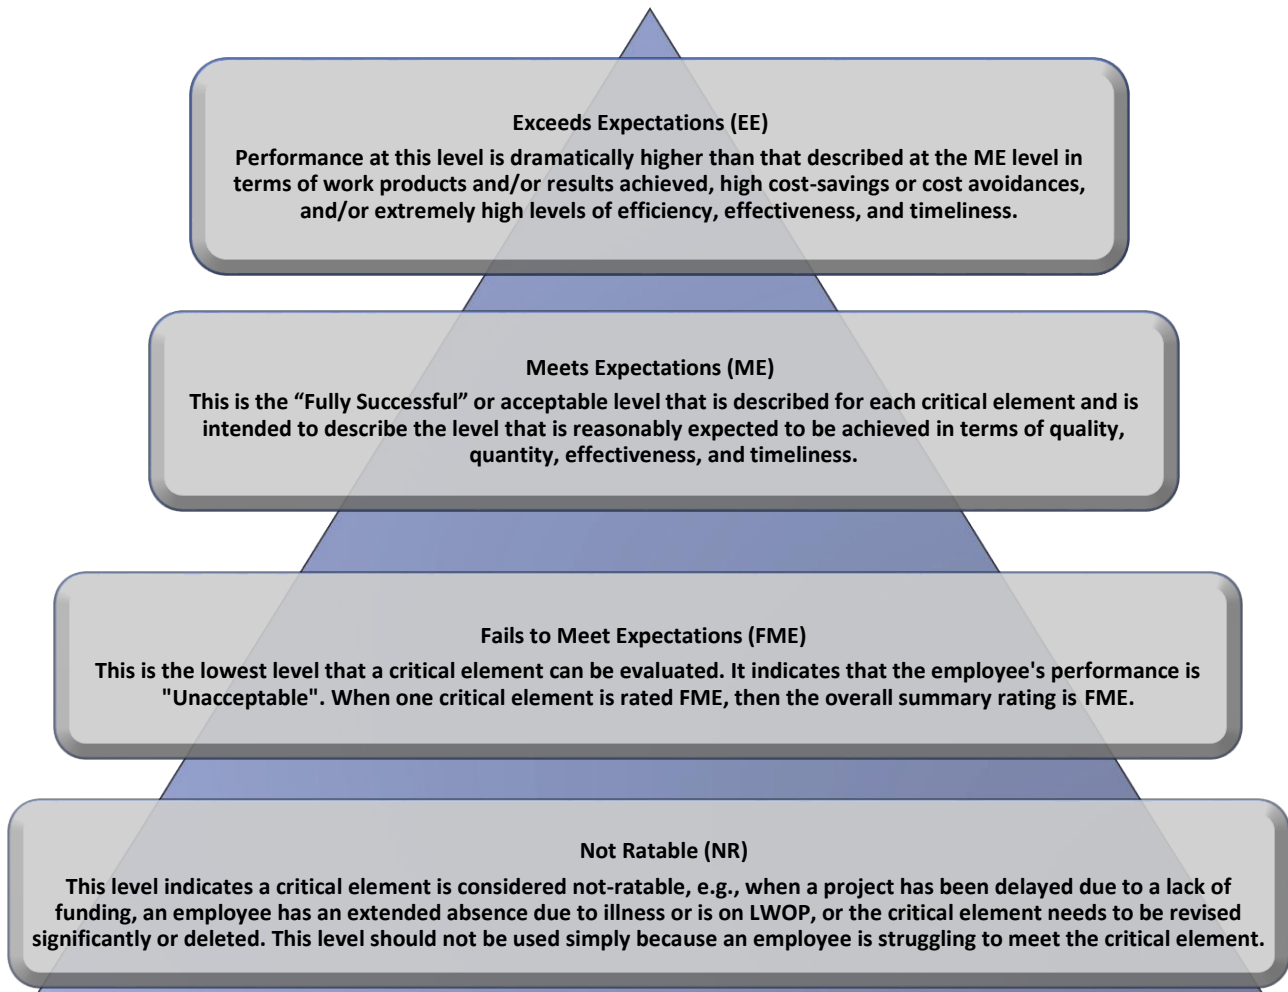 Exceeds Expectations (EE)
Performance at this level is dramatically higher than that described at the ME level in
terms of work products and/or results achieved, high cost-savings or cost avoidances,
and/or extremely high levels of efficiency, effectiveness, and timeliness.
Meets Expectations (ME)
This is the “Fully Successful” or acceptable level that is described for each critical element and is
intended to describe the level that is reasonably expected to be achieved in terms of quality,
quantity, effectiveness, and timeliness.
Fails to Meet Expectations (FME)
This is the lowest level that a critical element can be evaluated. It indicates that the employee's performance is
"Unacceptable". When one critical element is rated FME, then the overall summary rating is FME.
Not Ratable (NR)
This level indicates a critical element is considered not-ratable, e.g., when a project has been delayed due to a lack of
funding, an employee has an extended absence due to illness or is on LWOP, or the critical element needs to be revised
significantly or deleted. This level should not be used simply because an employee is struggling to meet the critical element.